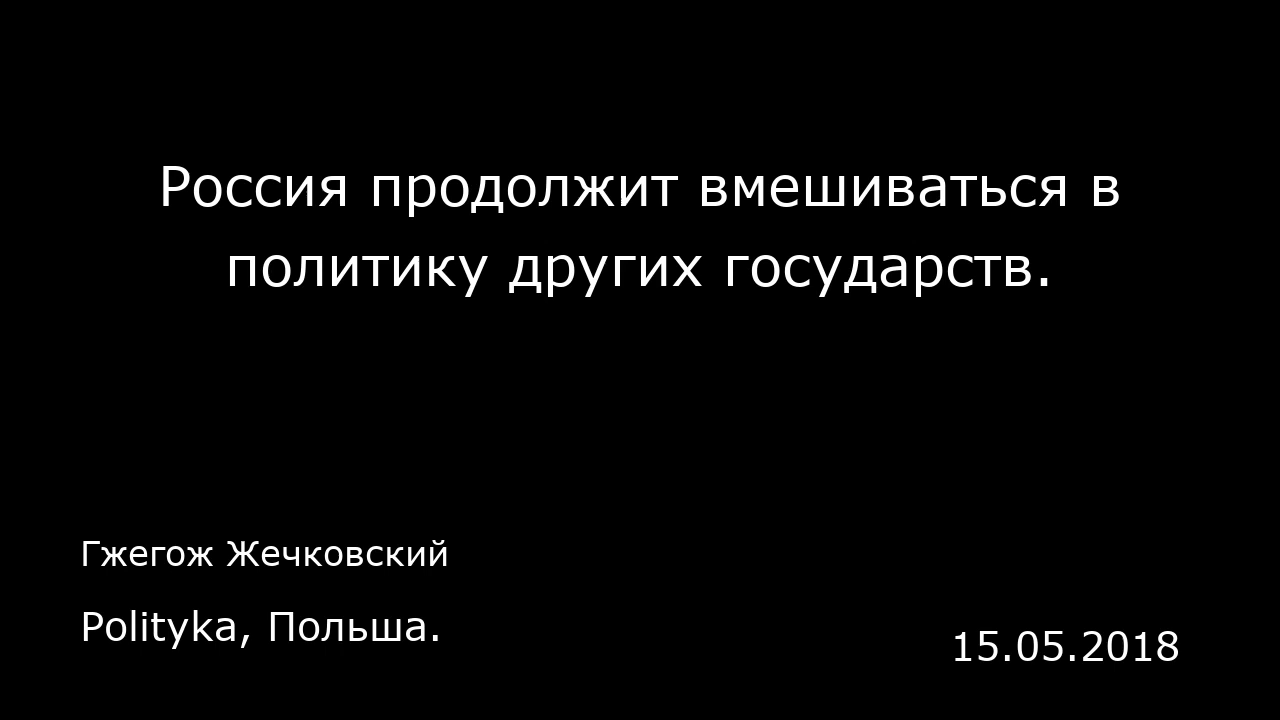 Россия продолжит вмешиваться в
политику других государств.
Гжегож Жечковский
Polityka, Польша.
15.05.2018